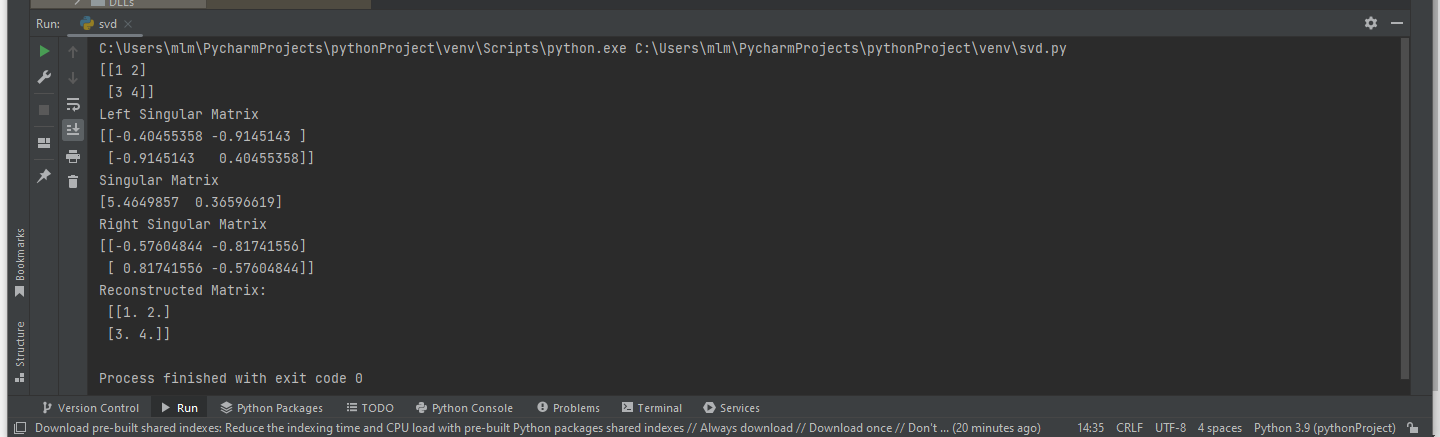 DLLs
Run: svd
C:\Users\mlm\PycharmProjects\pythonProject\venv\Scripts\python.exe C:\Users\mlm\PycharmProjects\pythonProject\venv\svd.py
[[1 2]
 [3 4]]
Left Singular Matrix
[[-0.40455358 -0.9145143 ]
 [-0.9145143   0.40455358]]
Singular Matrix
[5.4649857  0.36596619]
Right Singular Matrix
[[-0.57604844 -0.81741556]
 [ 0.81741556 -0.57604844]]
Reconstructed Matrix:
 [[1. 2.]
 [3. 4.]]
Process finished with exit code 0
Bookmarks
Structure
Version Control Run Python Packages TODO Python Console Problems Terminal Services
Download pre-built shared indexes: Reduce the indexing time and CPU load with pre-built Python packages shared indexes // Always download // Download once // Don't ... (20 minutes ago) 14:35 CRLF UTF-8 4 spaces Python 3.9 (pythonProject)